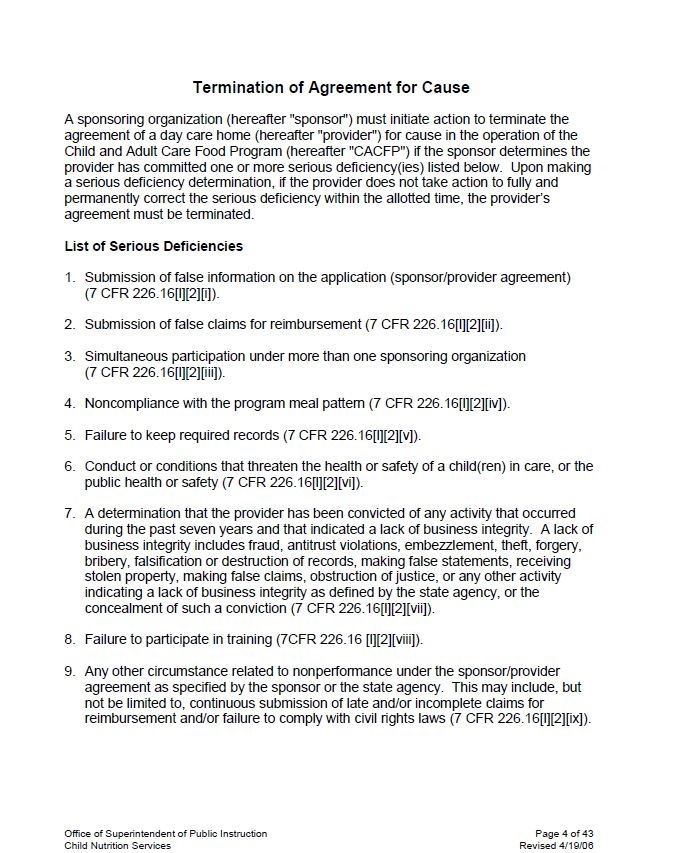 Termination of Agreement for Cause
A sponsoring organization (hereafter "sponsor") must initiate action to terminate the
agreement of a day care home (hereafter "provider") for cause in the operation of the
Child and Adult Care Food Program (hereafter "CACFP") if the sponsor determines the
provider has committed one or more serious deficiency(ies) listed below.  Upon making
a serious deficiency determination, if the provider does not take action to fully and
permanently correct the serious deficiency within the allotted time, the provider's
agreement must be terminated.
List of Serious Deficiencies
1. Submission of false information on the application (sponsor/provider agreement)
(7 CFR 226.16[l][2][i]).
2. Submission of false claims for reimbursement (7 CFR 226.16[l][2][ii]).
3. Simultaneous participation under more than one sponsoring organization
(7 CFR 226.16[l][2][iii]).
4. Noncompliance with the program meal pattern (7 CFR 226.16[l][2][iv]).
5. Failure to keep required records (7 CFR 226.16[l][2][v]).
6. Conduct or conditions that threaten the health or safety of a child(ren) in care, or the
public health or safety (7 CFR 226.16[l][2][vi]).
7. A determination that the provider has been convicted of any activity that occurred
during the past seven years and that indicated a lack of business integrity.  A lack of
business integrity includes fraud, antitrust violations, embezzlement, theft, forgery,
bribery, falsification or destruction of records, making false statements, receiving
stolen property, making false claims, obstruction of justice, or any other activity
indicating a lack of business integrity as defined by the state agency, or the
concealment of such a conviction (7 CFR 226.16[l][2][vii]).
8. Failure to participate in training (7CFR 226.16 [l][2][viii]).
9. Any other circumstance related to nonperformance under the sponsor/provider
agreement as specified by the sponsor or the state agency.  This may include, but
not be limited to, continuous submission of late and/or incomplete claims for
reimbursement and/or failure to comply with civil rights laws (7 CFR 226.16[l][2][ix]).
Office of Superintendent of Public Instruction Page 4 of 43
Child Nutrition Services Revised 4/19/06